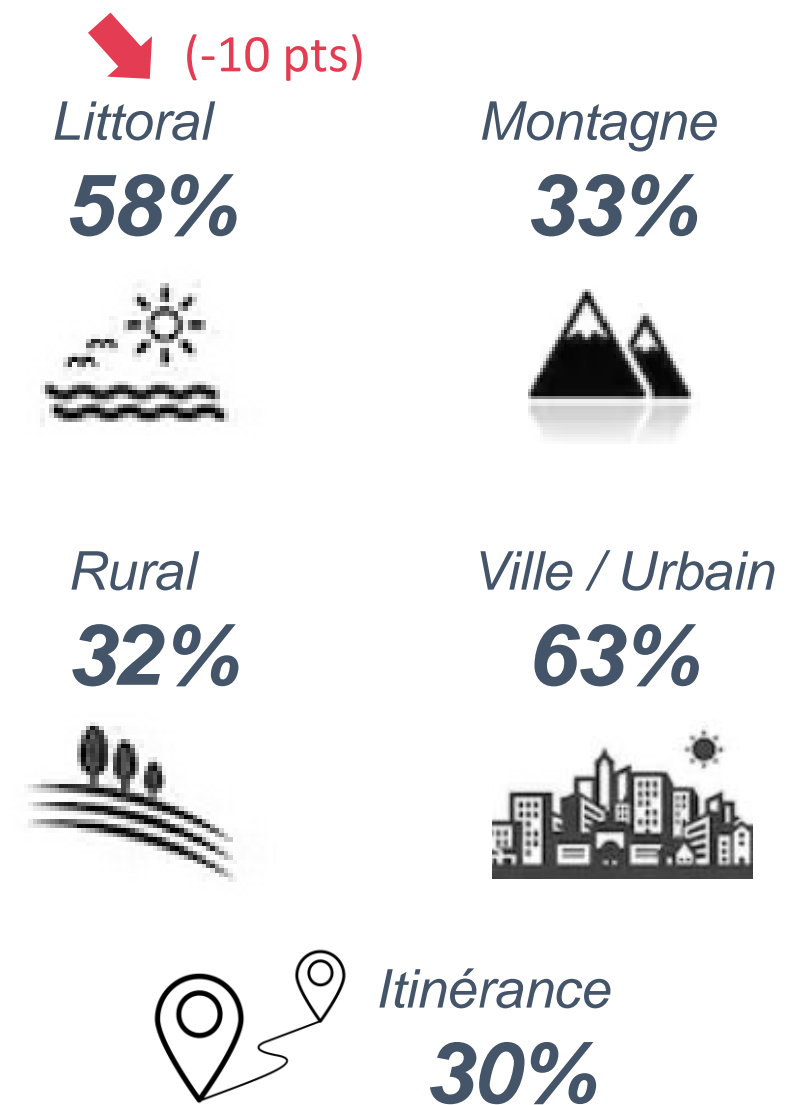 (-10 pts)
Littoral
58%
Montagne
33%
Rural
32%
Ville / Urbain
63%
Itinérance
30%